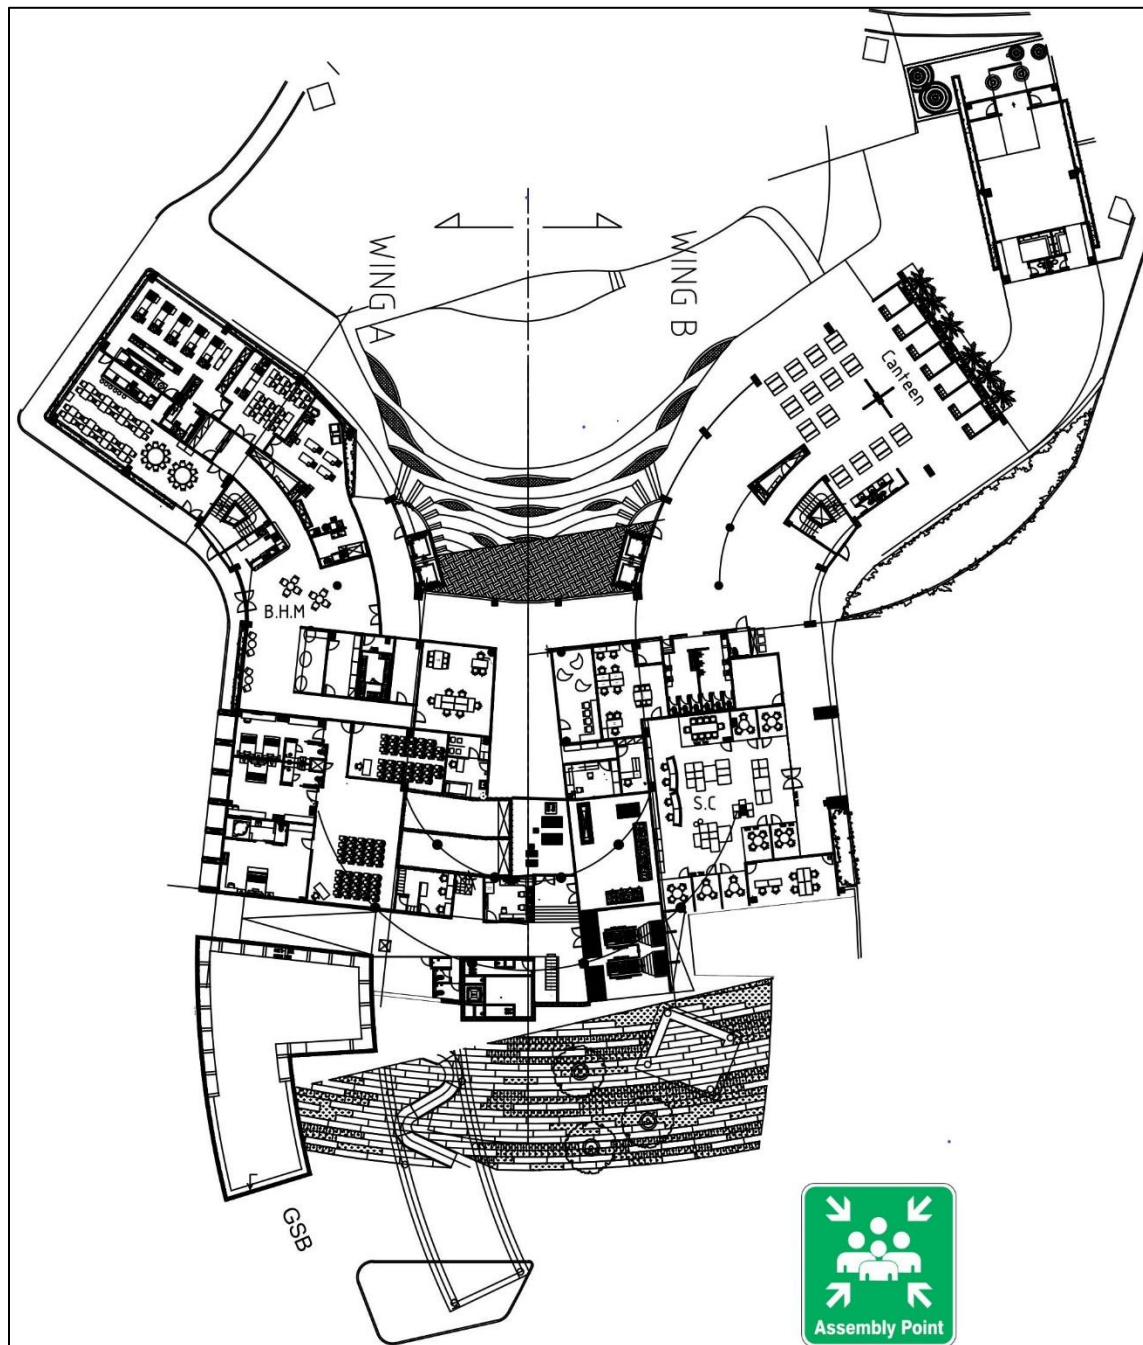 WING A
WING B
Canteen
B.H.M
S.C
GSB
Assembly Point